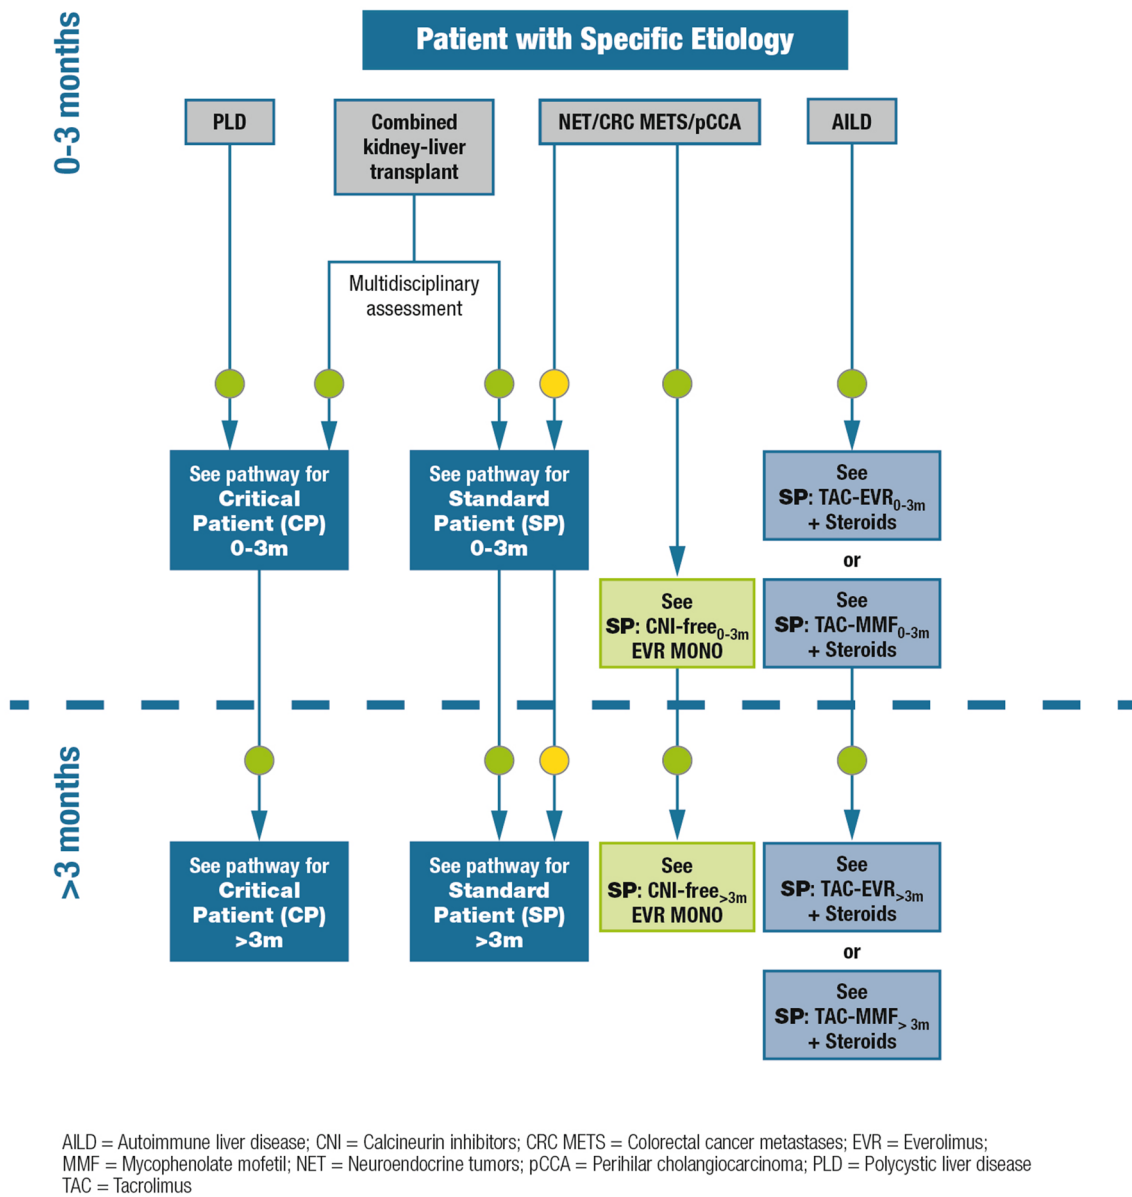 Patient with Specific Etiology
0-3 months
PLD
Combined
kidney-liver
transplant
NET/CRC METS/pCCA
AILD
Multidisciplinary
assessment
See pathway for
Critical
Patient (CP)
0-3m
See pathway for
Standard
Patient (SP)
0-3m
See
SP: CNI-free0-3m
EVR MONO
See
SP: TAC-EVR0-3m
+ Steroids
or
See
SP: TAC-MMF0-3m
+ Steroids
>3 months
See pathway for
Critical
Patient (CP)
>3m
See pathway for
Standard
Patient (SP)
>3m
See
SP: CNI-free>3m
EVR MONO
See
SP: TAC-EVR>3m
+ Steroids
or
See
SP: TAC-MMF> 3m
+ Steroids
AILD = Autoimmune liver disease; CNI = Calcineurin inhibitors; CRC METS = Colorectal cancer metastases; EVR = Everolimus;
MMF = Mycophenolate mofetil; NET = Neuroendocrine tumors; pCCA = Perihilar cholangiocarcinoma; PLD = Polycystic liver disease
TAC = Tacrolimus